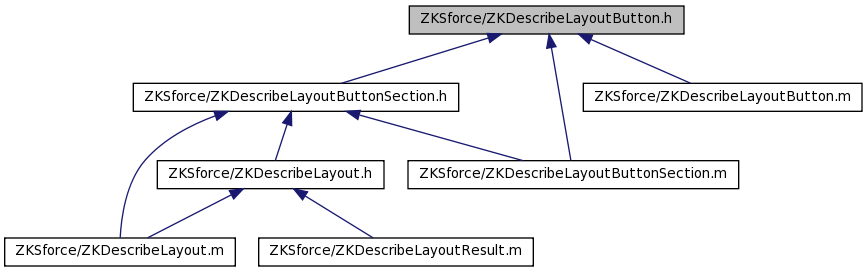 ZKSforce/ZKDescribeLayoutButton.h
ZKSforce/ZKDescribeLayoutButtonSection.h
ZKSforce/ZKDescribeLayoutButton.m
ZKSforce/ZKDescribeLayout.h
ZKSforce/ZKDescribeLayoutButtonSection.m
ZKSforce/ZKDescribeLayout.m
ZKSforce/ZKDescribeLayoutResult.m